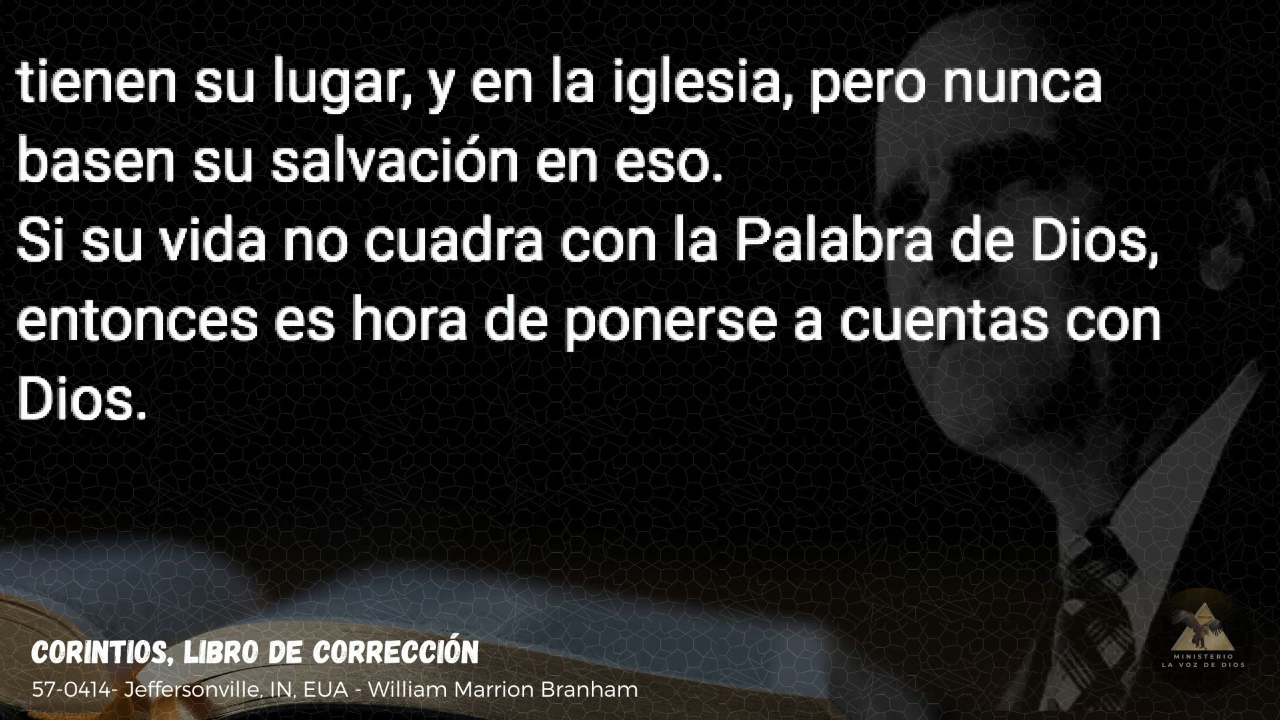 tienen su lugar, y en la iglesia, pero nunca
basen su salvación en eso.
Si su vida no cuadra con la Palabra de Dios,
entonces es hora de ponerse a cuentas con
Dios.
CORINTIOS, LIBRO DE CORRECCIÓN
57-0414- Jeffersonville, IN, EUA - William Marrion Branham
MINISTERIO
LA VOZ DE DIOS